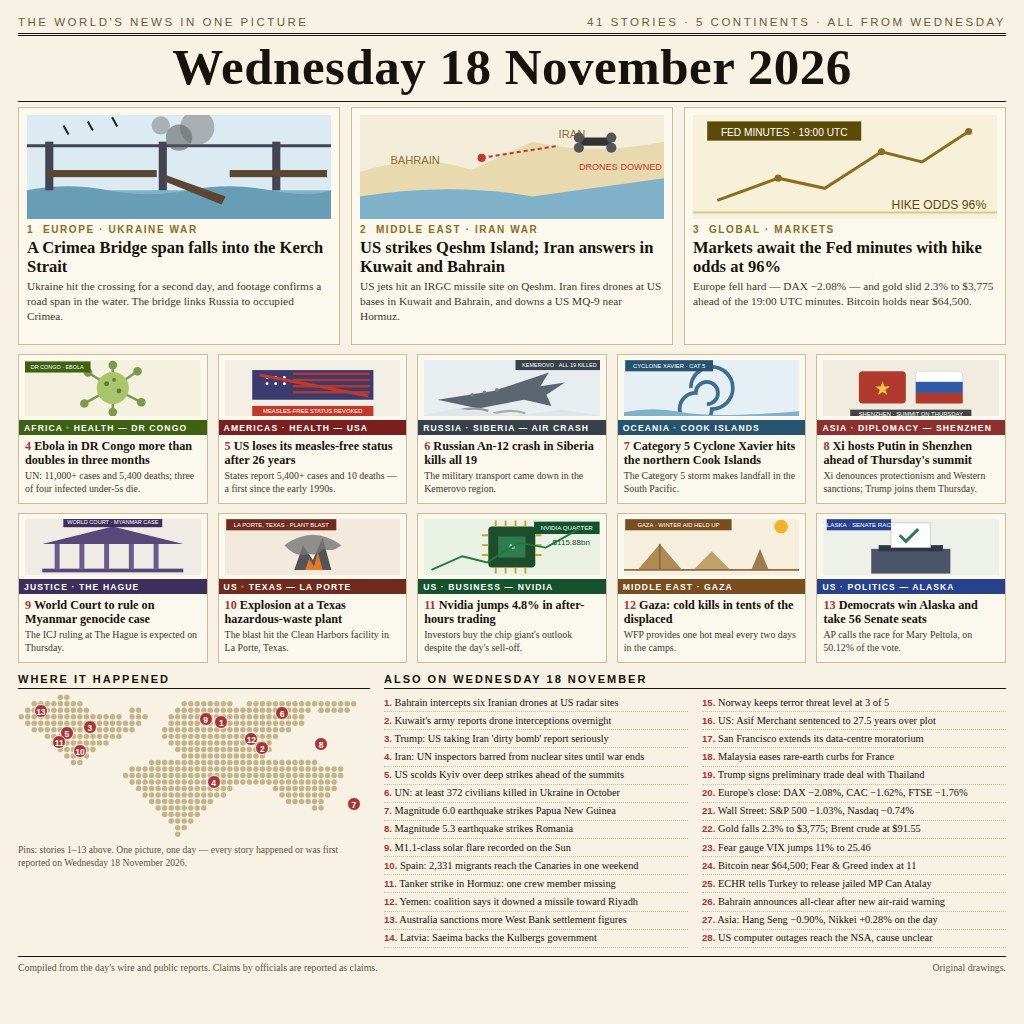 THE WORLD'S NEWS IN ONE PICTURE
41 STORIES · 5 CONTINENTS · ALL FROM WEDNESDAY
Wednesday 18 November 2026
BAHRAIN
IRAN
DRONES DOWNED
FED MINUTES · 19:00 UTC
HIKE ODDS 96%
1 EUROPE · UKRAINE WAR
A Crimea Bridge span falls into the Kerch
Strait
Ukraine hit the crossing for a second day, and footage confirms a
road span in the water. The bridge links Russia to occupied
Crimea.
2 MIDDLE EAST · IRAN WAR
US strikes Qeshm Island; Iran answers in
Kuwait and Bahrain
US jets hit an IRGC missile site on Qeshm. Iran fires drones at US
bases in Kuwait and Bahrain, and downs a US MQ-9 near
Hormuz.
3 GLOBAL · MARKETS
Markets await the Fed minutes with hike
odds at 96%
Europe fell hard — DAX −2.08% — and gold slid 2.3% to $3,775
ahead of the 19:00 UTC minutes. Bitcoin holds near $64,500.
DR CONGO · EBOLA
AFRICA · HEALTH — DR CONGO
4 Ebola in DR Congo more than
doubles in three months
UN: 11,000+ cases and 5,400 deaths; three
of four infected under-5s die.
MEASLES-FREE STATUS REVOKED
AMERICAS · HEALTH — USA
5 US loses its measles-free status
after 26 years
States report 5,400+ cases and 10 deaths —
a first since the early 1990s.
KEMEROVO · ALL 19 KILLED
RUSSIA · SIBERIA — AIR CRASH
6 Russian An-12 crash in Siberia
kills all 19
The military transport came down in the
Kemerovo region.
CYCLONE XAVIER · CAT 5
OCEANIA · COOK ISLANDS
7 Category 5 Cyclone Xavier hits
the northern Cook Islands
The Category 5 storm makes landfall in the
South Pacific.
SHENZHEN · SUMMIT ON THURSDAY
ASIA · DIPLOMACY — SHENZHEN
8 Xi hosts Putin in Shenzhen
ahead of Thursday's summit
Xi denounces protectionism and Western
sanctions; Trump joins them Thursday.
WORLD COURT · MYANMAR CASE
JUSTICE · THE HAGUE
9 World Court to rule on
Myanmar genocide case
The ICJ ruling at The Hague is expected on
Thursday.
LA PORTE, TEXAS · PLANT BLAST
US · TEXAS — LA PORTE
10 Explosion at a Texas
hazardous-waste plant
The blast hit the Clean Harbors facility in
La Porte, Texas.
NVIDIA QUARTER
$115.88bn
US · BUSINESS — NVIDIA
11 Nvidia jumps 4.8% in after-
hours trading
Investors buy the chip giant's outlook
despite the day's sell-off.
GAZA · WINTER AID HELD UP
MIDDLE EAST · GAZA
12 Gaza: cold kills in tents of the
displaced
WFP provides one hot meal every two days
in the camps.
LASKA · SENATE RAC
US · POLITICS — ALASKA
13 Democrats win Alaska and
take 56 Senate seats
AP calls the race for Mary Peltola, on
50.12% of the vote.
WHERE IT HAPPENED
13
3
5
11
10
9
1
6
12
2
8
4
7
Pins: stories 1–13 above. One picture, one day — every story happened or was first
reported on Wednesday 18 November 2026.
ALSO ON WEDNESDAY 18 NOVEMBER
1. Bahrain intercepts six Iranian drones at US radar sites
2. Kuwait's army reports drone interceptions overnight
3. Trump: US taking Iran 'dirty bomb' report seriously
4. Iran: UN inspectors barred from nuclear sites until war ends
5. US scolds Kyiv over deep strikes ahead of the summits
6. UN: at least 372 civilians killed in Ukraine in October
7. Magnitude 6.0 earthquake strikes Papua New Guinea
8. Magnitude 5.3 earthquake strikes Romania
9. M1.1-class solar flare recorded on the Sun
10. Spain: 2,331 migrants reach the Canaries in one weekend
11. Tanker strike in Hormuz: one crew member missing
12. Yemen: coalition says it downed a missile toward Riyadh
13. Australia sanctions more West Bank settlement figures
14. Latvia: Saeima backs the Kulbergs government
15. Norway keeps terror threat level at 3 of 5
16. US: Asif Merchant sentenced to 27.5 years over plot
17. San Francisco extends its data-centre moratorium
18. Malaysia eases rare-earth curbs for France
19. Trump signs preliminary trade deal with Thailand
20. Europe's close: DAX −2.08%, CAC −1.62%, FTSE −1.76%
21. Wall Street: S&P 500 −1.03%, Nasdaq −0.74%
22. Gold falls 2.3% to $3,775; Brent crude at $91.55
23. Fear gauge VIX jumps 11% to 25.46
24. Bitcoin near $64,500; Fear & Greed index at 11
25. ECHR tells Turkey to release jailed MP Can Atalay
26. Bahrain announces all-clear after new air-raid warning
27. Asia: Hang Seng −0.90%, Nikkei +0.28% on the day
28. US computer outages reach the NSA, cause unclear
Compiled from the day's wire and public reports. Claims by officials are reported as claims.
Original drawings.